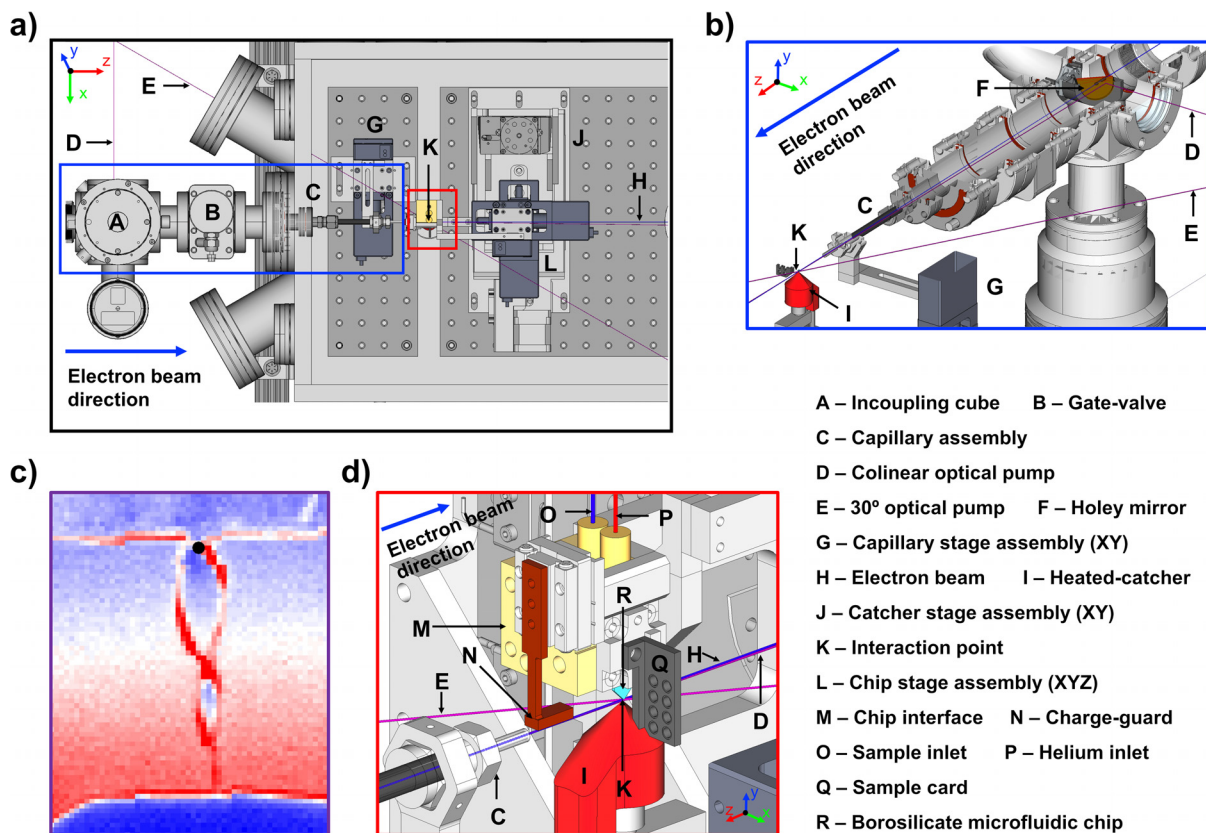 a)
y
z
x
E
D
G
K
J
H
C
A
B
L
Electron beam
direction
b)
y
z
x
Electron beam
direction
F
D
C
E
K
G
I
A – Incoupling cube B – Gate-valve
C – Capillary assembly
D – Colinear optical pump
E – 30º optical pump F – Holey mirror
G – Capillary stage assembly (XY)
H – Electron beam I – Heated-catcher
J – Catcher stage assembly (XY)
K – Interaction point
L – Chip stage assembly (XYZ)
M – Chip interface N – Charge-guard
O – Sample inlet P – Helium inlet
Q – Sample card
R – Borosilicate microfluidic chip
c)
d)
Electron beam
direction
O
P
R
M
N
H
Q
E
D
I
K
C
y
z
x